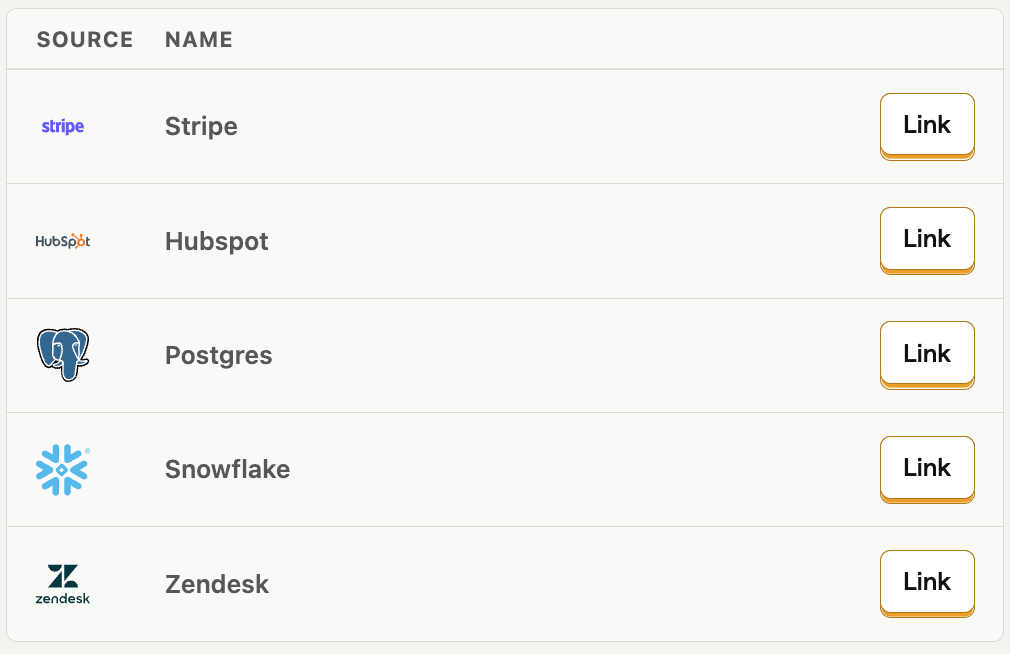 SOURCE NAME
stripe Stripe Link
HubSpot Hubspot Link
Postgres Link
® Snowflake Link
zendesk Zendesk Link